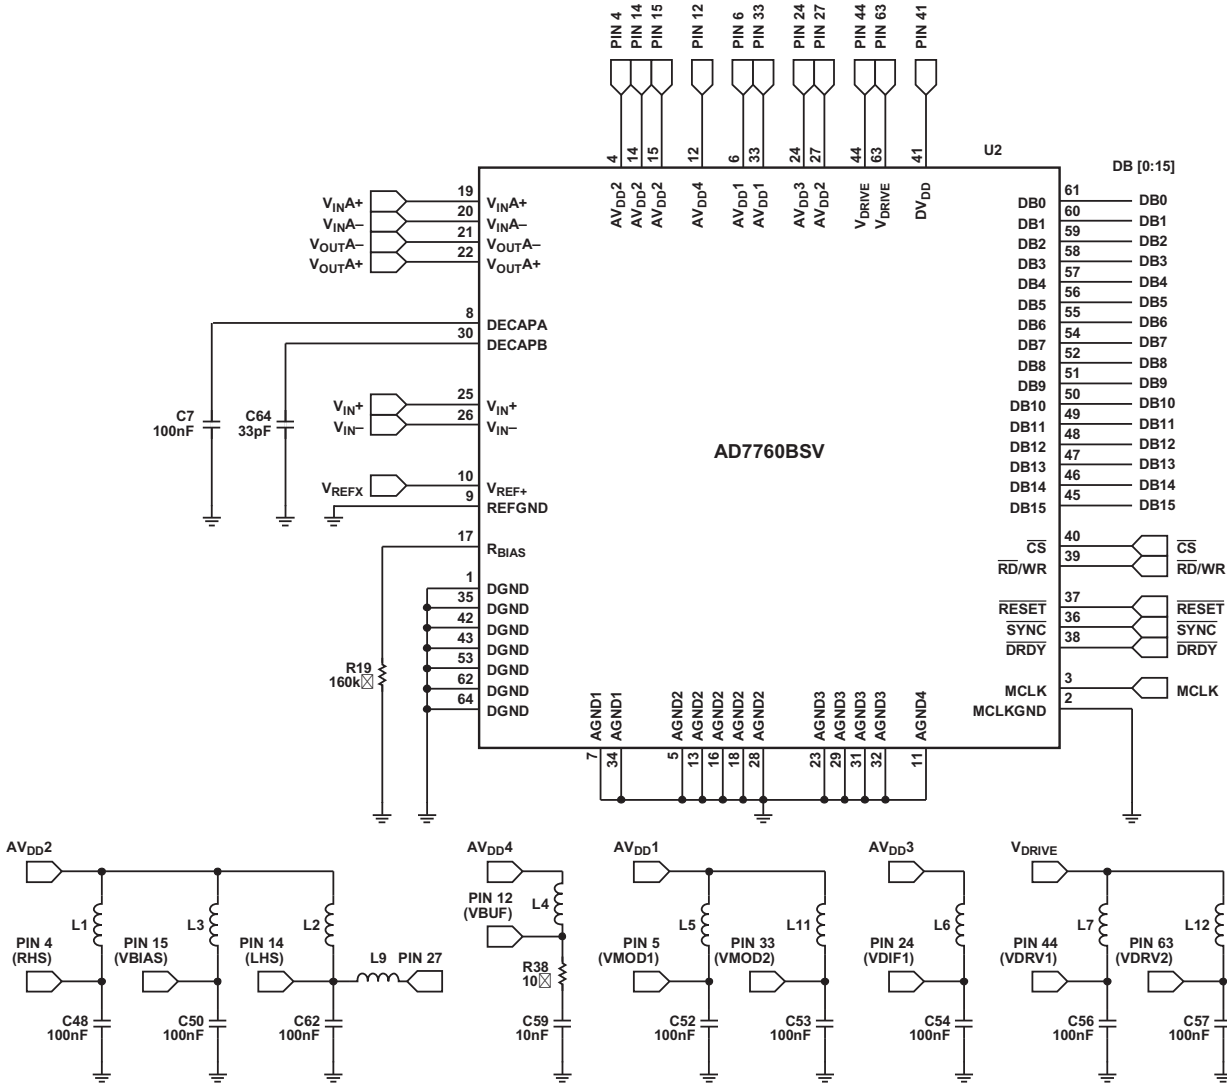 PIN 4
PIN 14
PIN 15
PIN 12
PIN 6
PIN 33
PIN 24
PIN 27
PIN 44
PIN 63
PIN 41
4
14
15
12
6
33
24
27
44
63
41
U2
DB [0:15]
AVDD2
AVDD2
AVDD2
AVDD4
AVDD1
AVDD1
AVDD3
AVDD2
VDRIVE
VDRIVE
DVDD
VINA+ 19 VINA+
VINA– 20 VINA–
VOUTA– 21 VOUTA–
VOUTA+ 22 VOUTA+
8 DECAPA
30 DECAPB
C7
100nF
C64
33pF
VIN+ 25 VIN+
VIN– 26 VIN–
VREFX 10 VREF+
9 REFGND
17 RBIAS
1 DGND
35 DGND
42 DGND
43 DGND
53 DGND
62 DGND
64 DGND
R19
160k☒
AD7760BSV
DB0 61 DB0
DB1 60 DB1
DB2 59 DB2
DB3 58 DB3
DB4 57 DB4
DB5 56 DB5
DB6 55 DB6
DB7 54 DB7
DB8 52 DB8
DB9 51 DB9
DB10 50 DB10
DB11 49 DB11
DB12 48 DB12
DB13 47 DB13
DB14 46 DB14
DB15 45 DB15
CS 40 CS
RD/WR 39 RD/WR
RESET 37 RESET
SYNC 36 SYNC
DRDY 38 DRDY
MCLK 3 MCLK
MCLKGND 2
AGND1
AGND1
AGND2
AGND2
AGND2
AGND2
AGND2
AGND3
AGND3
AGND3
AGND3
AGND4
7
34
5
13
16
18
28
23
29
31
32
11
AVDD2
L1
L3
L2
PIN 4
(RHS)
PIN 15
(VBIAS)
PIN 14
(LHS)
L9
PIN 27
C48
100nF
C50
100nF
C62
100nF
AVDD4
PIN 12
(VBUF)
L4
R38
10☒
C59
10nF
AVDD1
L5
L11
PIN 5
(VMOD1)
PIN 33
(VMOD2)
C52
100nF
C53
100nF
AVDD3
L6
PIN 24
(VDIF1)
C54
100nF
VDRIVE
L7
L12
PIN 44
(VDRV1)
PIN 63
(VDRV2)
C56
100nF
C57
100nF